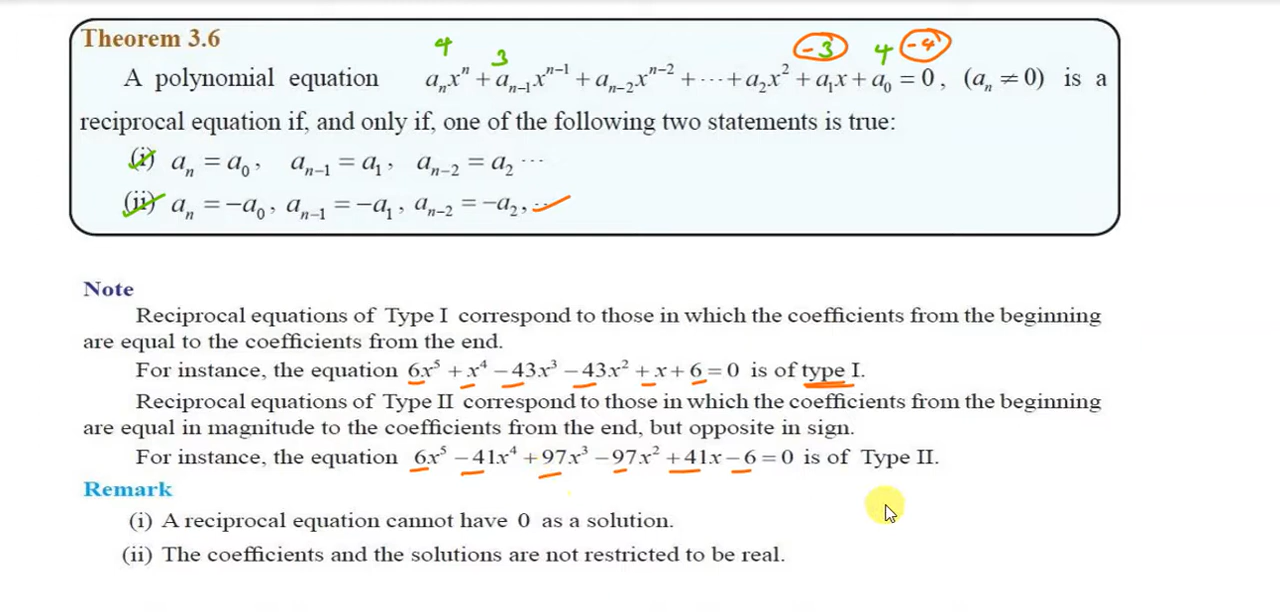 Theorem 3.6
4 3 -3 4 -4
A polynomial equation aₙxⁿ + aₙ₋₁xⁿ⁻¹ + aₙ₋₂xⁿ⁻² + ⋯ + a₂x² + a₁x + a₀ = 0, (aₙ ≠ 0) is a
reciprocal equation if, and only if, one of the following two statements is true:
(i) aₙ = a₀, aₙ₋₁ = a₁, aₙ₋₂ = a₂ ⋯
(ii) aₙ = −a₀, aₙ₋₁ = −a₁, aₙ₋₂ = −a₂, ⋯
Note
Reciprocal equations of Type I correspond to those in which the coefficients from the beginning
are equal to the coefficients from the end.
For instance, the equation 6x⁵ + x⁴ − 43x³ − 43x² + x + 6 = 0 is of type I.
Reciprocal equations of Type II correspond to those in which the coefficients from the beginning
are equal in magnitude to the coefficients from the end, but opposite in sign.
For instance, the equation 6x⁵ − 41x⁴ + 97x³ − 97x² + 41x − 6 = 0 is of Type II.
Remark
(i) A reciprocal equation cannot have 0 as a solution.
(ii) The coefficients and the solutions are not restricted to be real.